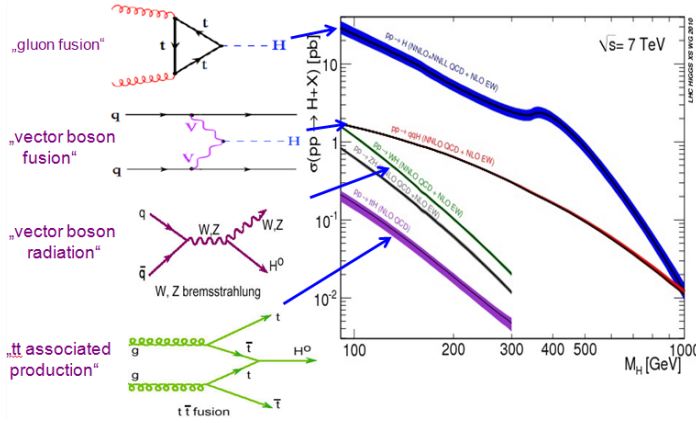 „gluon fusion“
t
t
t
H
„vector boson
fusion“
q
q
V
V
H
„vector boson
radiation“
q
q̅
W,Z
W,Z
H⁰
W, Z bremsstrahlung
„tt associated
production“
g
g
t
t̅
t
t̅
H⁰
t t̅ fusion
σ(pp → H+X) [pb]
10
1
10⁻¹
10⁻²
√s= 7 TeV
LHC HIGGS XS WG 2010
pp → H (NNLO+NNLL QCD + NLO EW)
pp → qqH (NNLO QCD + NLO EW)
pp → WH (NNLO QCD + NLO EW)
pp → ZH (NNLO QCD + NLO EW)
pp → ttH (NLO QCD)
100
200
300
400
500
1000
M_H [GeV]